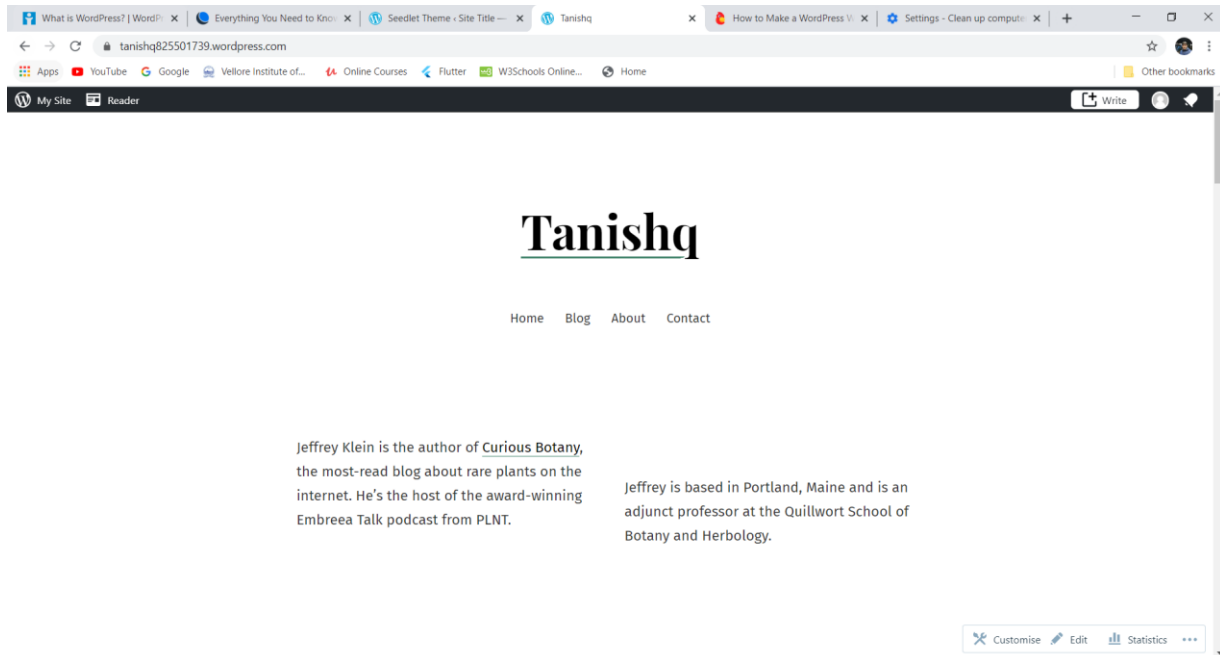 What is WordPress? | WordPr
Everything You Need to Know
Seedlet Theme ‹ Site Title —
Tanishq
How to Make a WordPress W
Settings - Clean up compute
tanishq825501739.wordpress.com
Apps YouTube Google Vellore Institute of... Online Courses Flutter W3Schools Online... Home Other bookmarks
My Site Reader Write
Tanishq
Home Blog About Contact
Jeffrey Klein is the author of Curious Botany,
the most-read blog about rare plants on the
internet. He’s the host of the award-winning
Embreea Talk podcast from PLNT.
Jeffrey is based in Portland, Maine and is an
adjunct professor at the Quillwort School of
Botany and Herbology.
Customise Edit Statistics